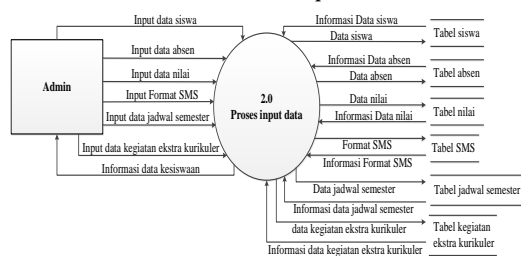 Input data siswa
Input data absen
Input data nilai
Input Format SMS
Input data jadwal semester
Input data kegiatan ekstra kurikuler
Informasi data kesiswaan
Admin
2.0
Proses input data
Informasi Data siswa
Data siswa
Informasi Data absen
Data absen
Data nilai
Informasi Data nilai
Format SMS
Informasi Format SMS
Data jadwal semester
Informasi data jadwal semester
data kegiatan ekstra kurikuler
Informasi data kegiatan ekstra kurikuler
Tabel siswa
Tabel absen
Tabel nilai
Tabel SMS
Tabel jadwal semester
Tabel kegiatan
ekstra kurikuler